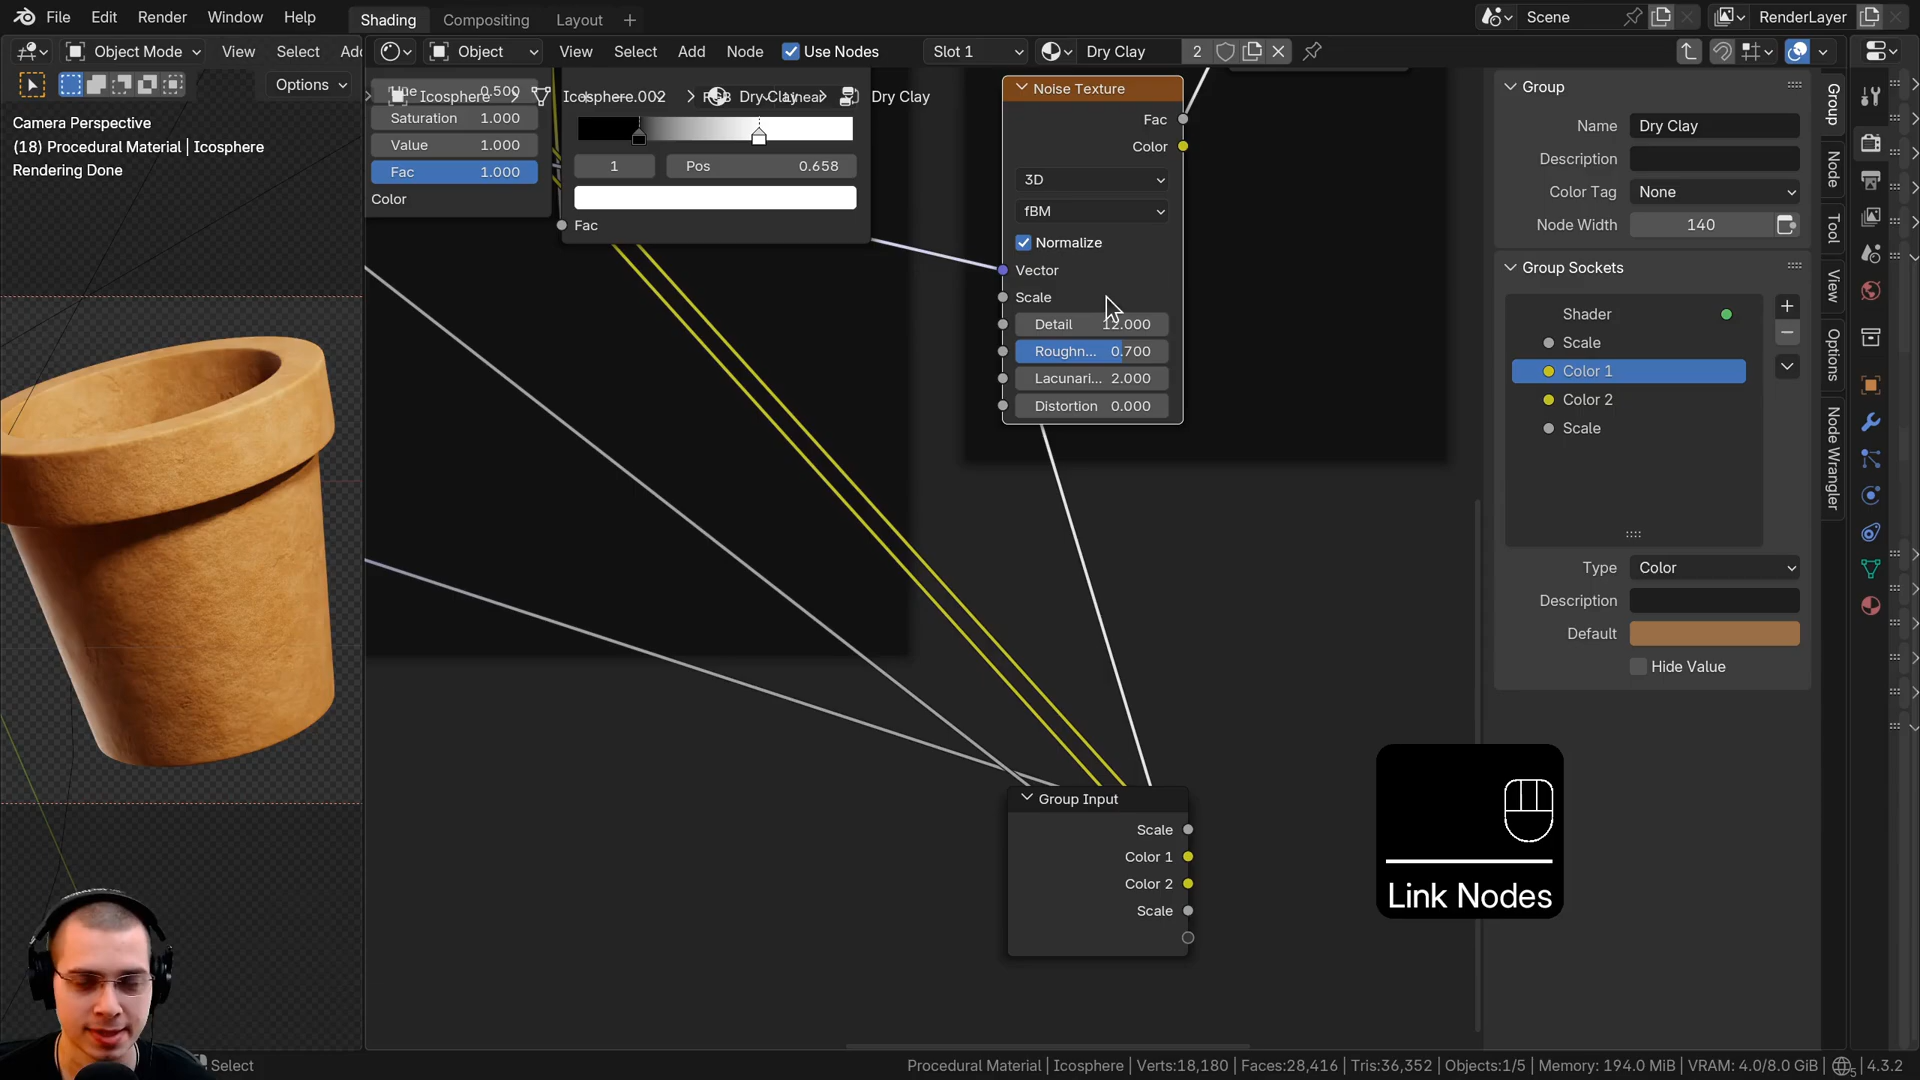 File Edit Render Window Help Shading Compositing Layout + Scene RenderLayer
Object Mode View Select Object View Select Add Node Use Nodes Slot 1 Dry Clay 2
Options
Camera Perspective
(18) Procedural Material | Icosphere
Rendering Done
Icosphere Icosphere.002 Dry Clay Dry Clay
0.500
Saturation 1.000
Value 1.000
Fac 1.000
Color
Linear
1 Pos 0.658
Fac
Noise Texture
Fac
Color
3D
fBM
Normalize
Vector
Scale
Detail 12.000
Roughn... 0.700
Lacunari... 2.000
Distortion 0.000
Group Input
Scale
Color 1
Color 2
Scale
Group
Name Dry Clay
Description
Color Tag None
Node Width 140
Group Sockets
Shader
Scale
Color 1
Color 2
Scale
Type Color
Description
Default
Hide Value
Group
Node
Tool
View
Options
Node Wrangler
Link Nodes
Select
Procedural Material | Icosphere | Verts:18,180 | Faces:28,416 | Tris:36,352 | Objects:1/5 | Memory: 194.0 MiB | VRAM: 4.0/8.0 GiB | 4.3.2